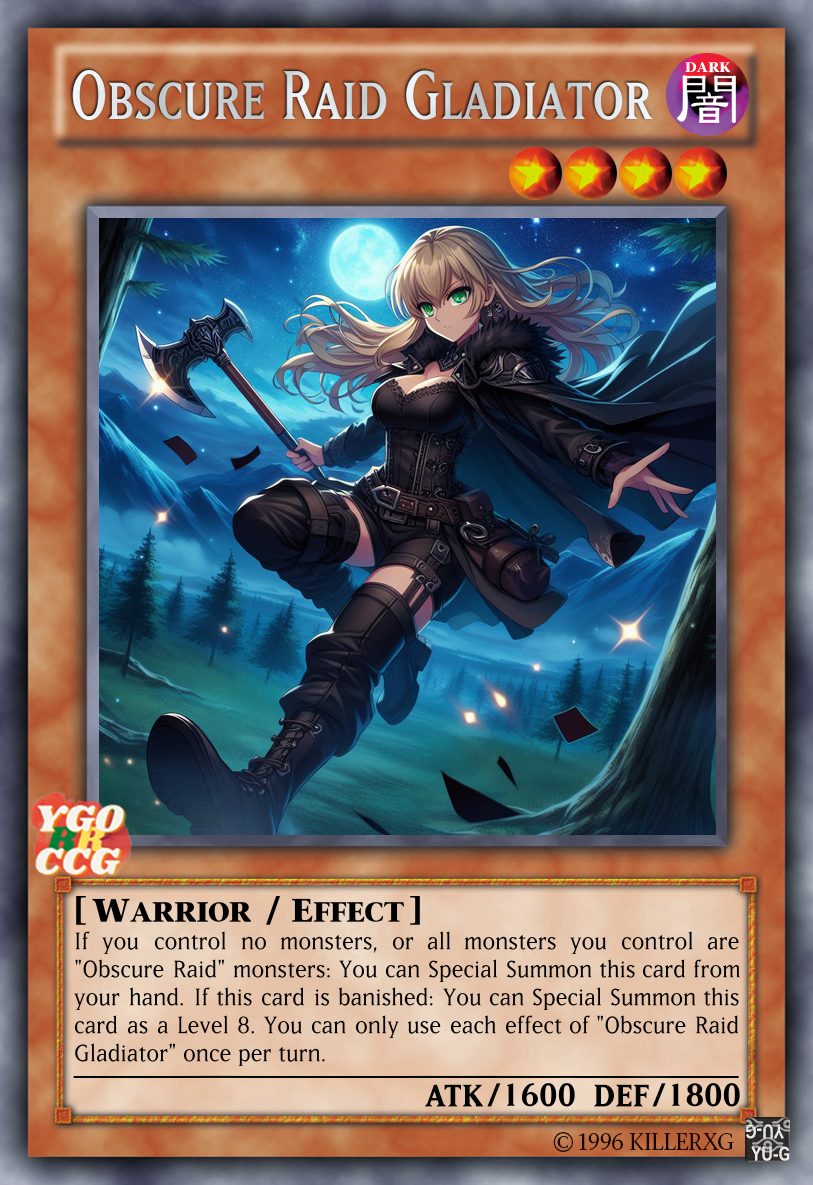 Obscure Raid Gladiator
DARK
闇
YGO
BR
CCG
[ Warrior / Effect ]
If you control no monsters, or all monsters you control are
"Obscure Raid" monsters: You can Special Summon this card from
your hand. If this card is banished: You can Special Summon this
card as a Level 8. You can only use each effect of "Obscure Raid
Gladiator" once per turn.
ATK/1600 DEF/1800
© 1996 KILLERXG
YU-G
YU-G